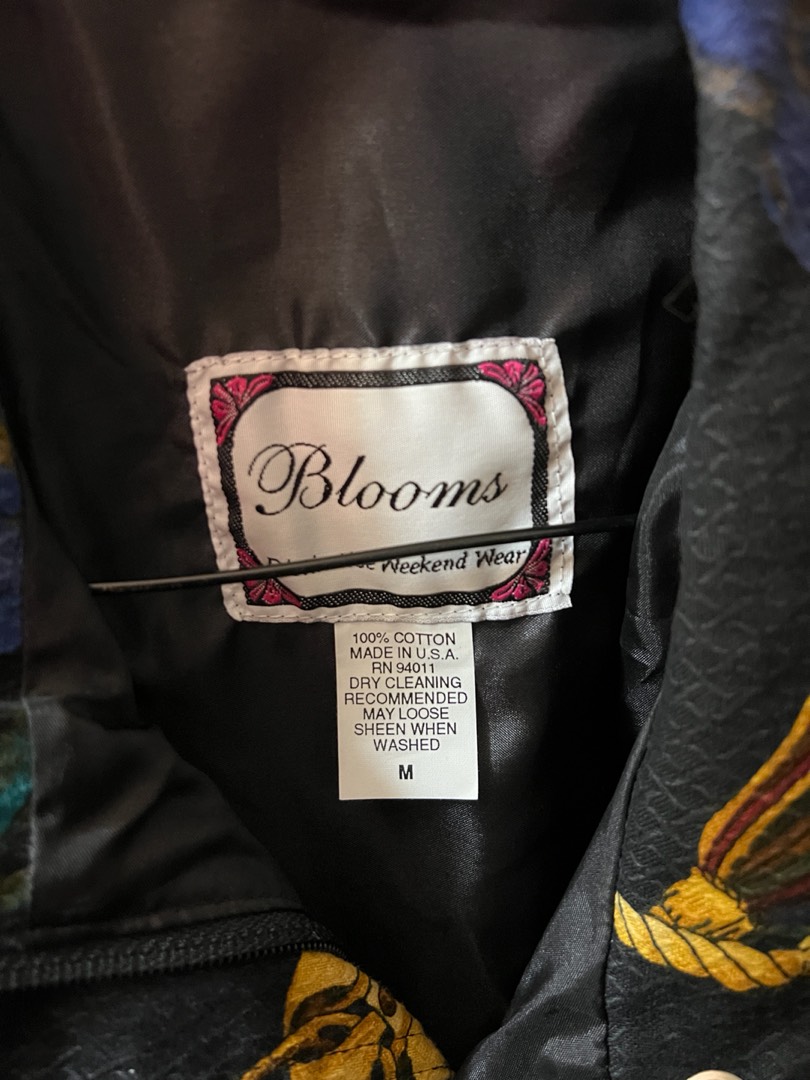 Blooms
Weekend Wear
100% COTTON
MADE IN U.S.A.
RN 94011
DRY CLEANING
RECOMMENDED
MAY LOOSE
SHEEN WHEN
WASHED
M